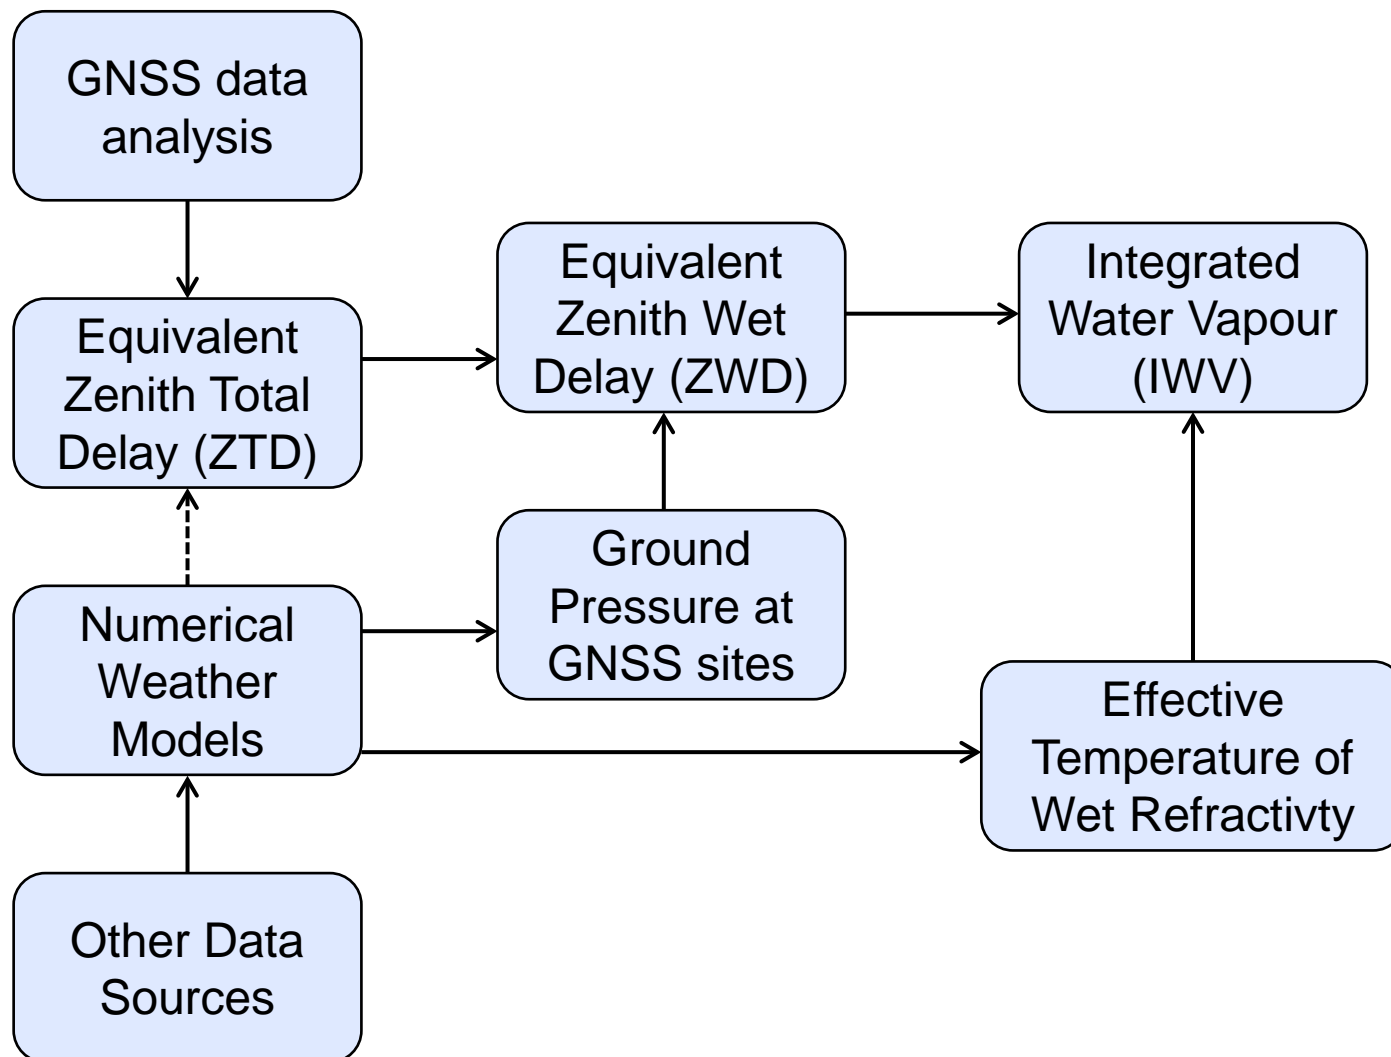 GNSS data
analysis
Equivalent
Zenith Total
Delay (ZTD)
Equivalent
Zenith Wet
Delay (ZWD)
Integrated
Water Vapour
(IWV)
Numerical
Weather
Models
Ground
Pressure at
GNSS sites
Effective
Temperature of
Wet Refractivty
Other Data
Sources